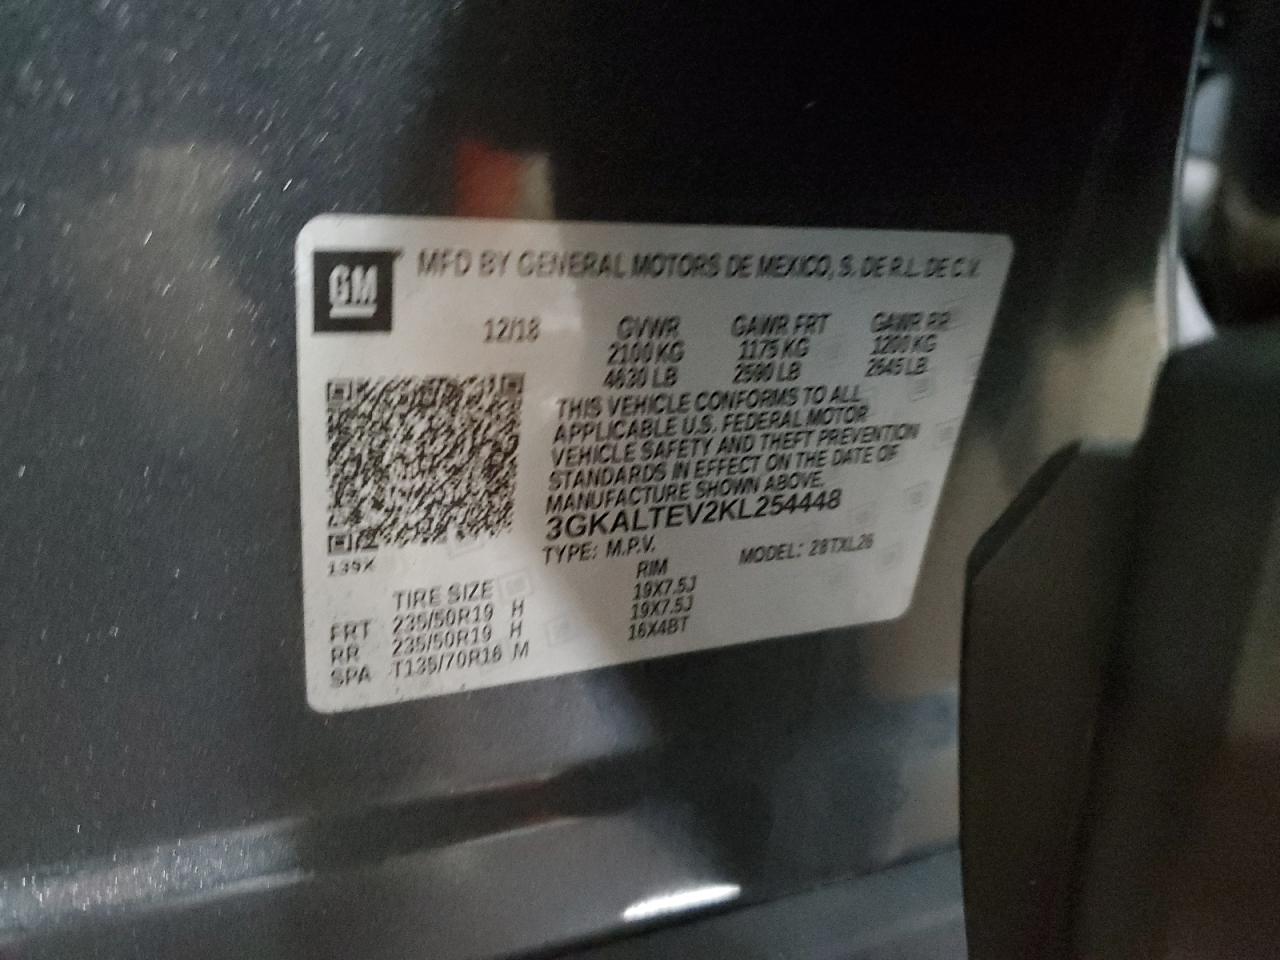 GM MFD BY GENERAL MOTORS DE MEXICO, S. DE R.L. DE C.V.
12/18 GVWR GAWR FRT GAWR RR
2100 KG 1175 KG 1200 KG
4630 LB 2590 LB 2645 LB
THIS VEHICLE CONFORMS TO ALL
APPLICABLE U.S. FEDERAL MOTOR
VEHICLE SAFETY AND THEFT PREVENTION
STANDARDS IN EFFECT ON THE DATE OF
MANUFACTURE SHOWN ABOVE.
3GKALTEV2KL254448
TYPE: M.P.V. MODEL: 28TXL26
139X
TIRE SIZE RIM
FRT 235/50R19 H 19X7.5J
RR 235/50R19 H 19X7.5J
SPA T135/70R16 M 16X4BT